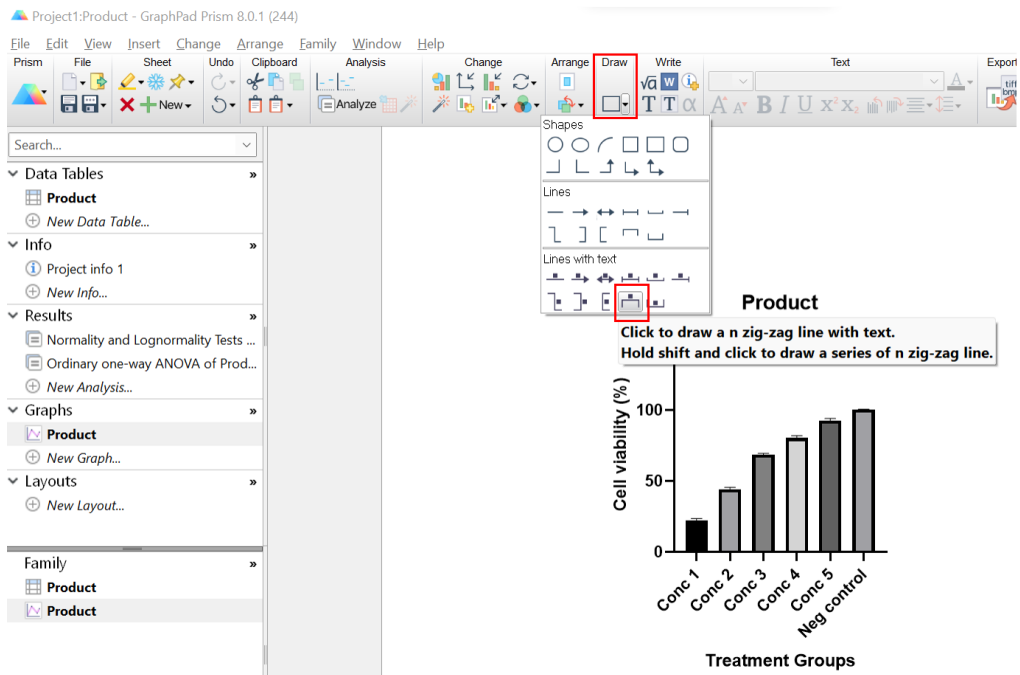 Project1:Product - GraphPad Prism 8.0.1 (244)
File Edit View Insert Change Arrange Family Window Help
Prism File Sheet Undo Clipboard Analysis Change Arrange Draw Write Text Export
New
Analyze
√α W
T T α A A B I U X² X₂
tiff
bmp
Search...
Data Tables »
Product
New Data Table...
Info »
Project info 1
New Info...
Results »
Normality and Lognormality Tests ...
Ordinary one-way ANOVA of Prod...
New Analysis...
Graphs »
Product
New Graph...
Layouts »
New Layout...
Family »
Product
Product
Shapes
Lines
Lines with text
Click to draw a n zig-zag line with text.
Hold shift and click to draw a series of n zig-zag line.
Product
Cell viability (%)
100
50
0
Conc 1
Conc 2
Conc 3
Conc 4
Conc 5
Neg control
Treatment Groups